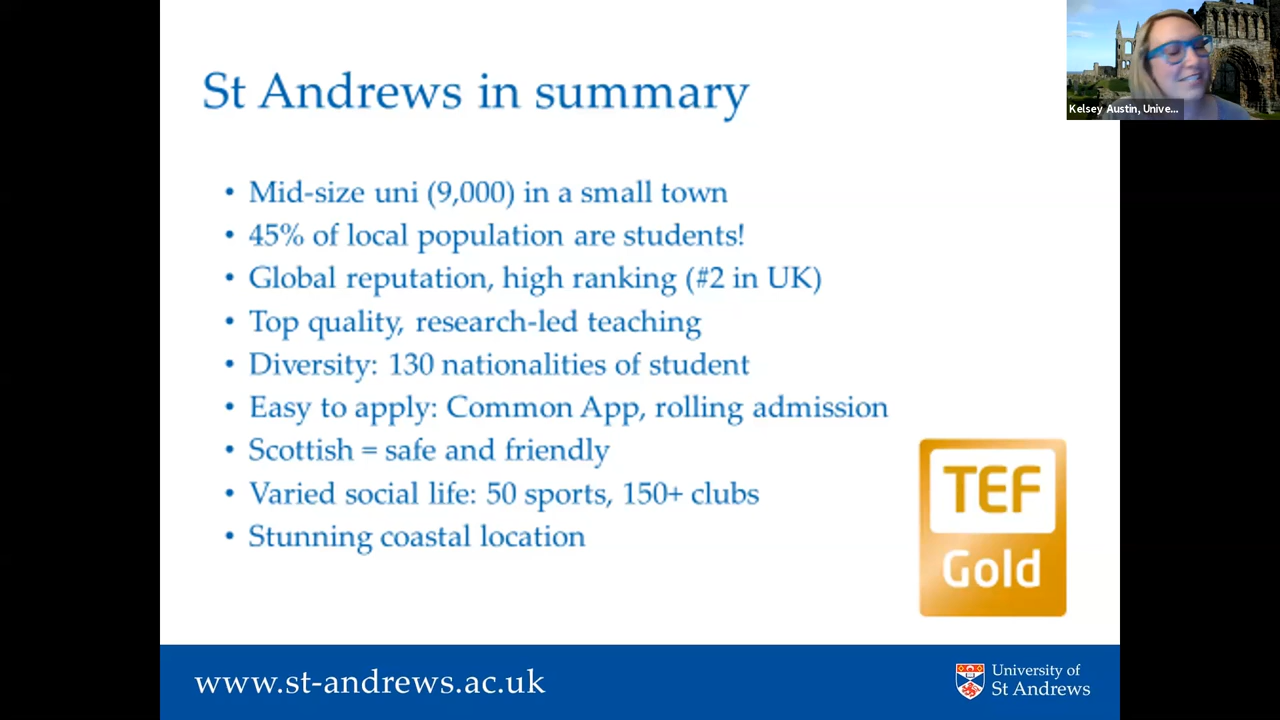 St Andrews in summary
Kelsey Austin, Unive...
• Mid-size uni (9,000) in a small town
• 45% of local population are students!
• Global reputation, high ranking (#2 in UK)
• Top quality, research-led teaching
• Diversity: 130 nationalities of student
• Easy to apply: Common App, rolling admission
• Scottish = safe and friendly
• Varied social life: 50 sports, 150+ clubs
• Stunning coastal location
TEF
Gold
www.st-andrews.ac.uk
University of
St Andrews